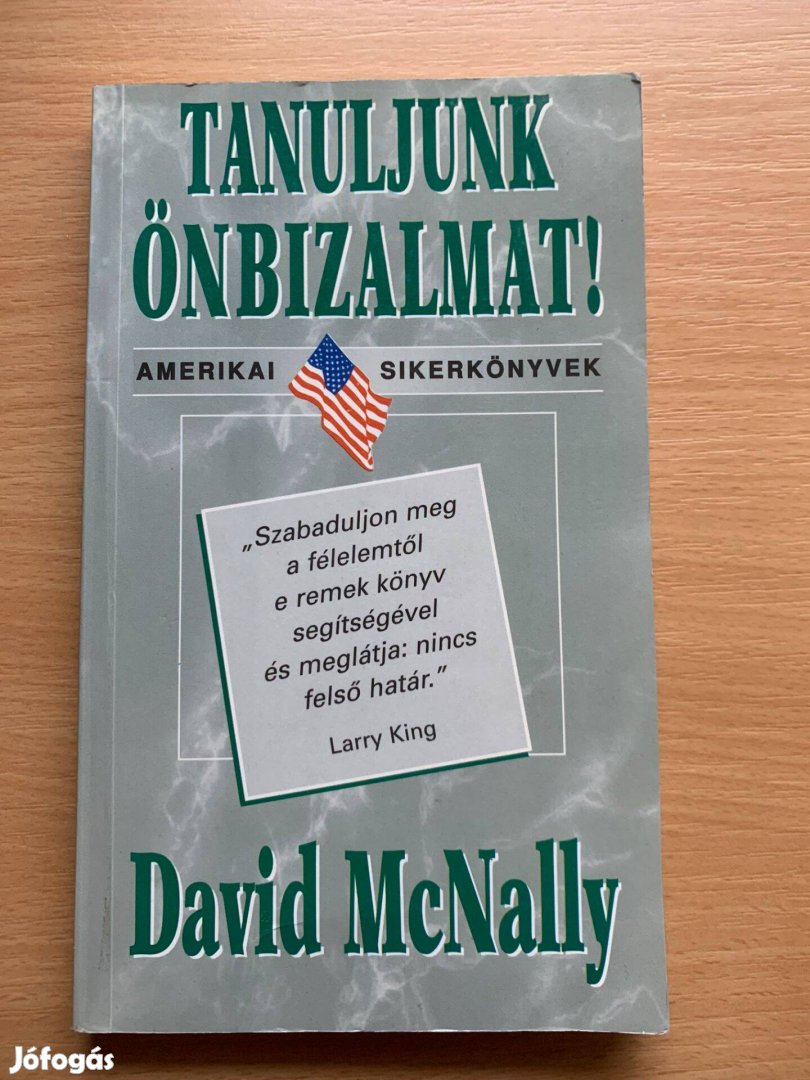 TANULJUNK
ÖNBIZALMAT!
AMERIKAI SIKERKÖNYVEK
„Szabaduljon meg
a félelemtől
e remek könyv
segítségével
és meglátja: nincs
felső határ.”
Larry King
David McNally
Jófogás